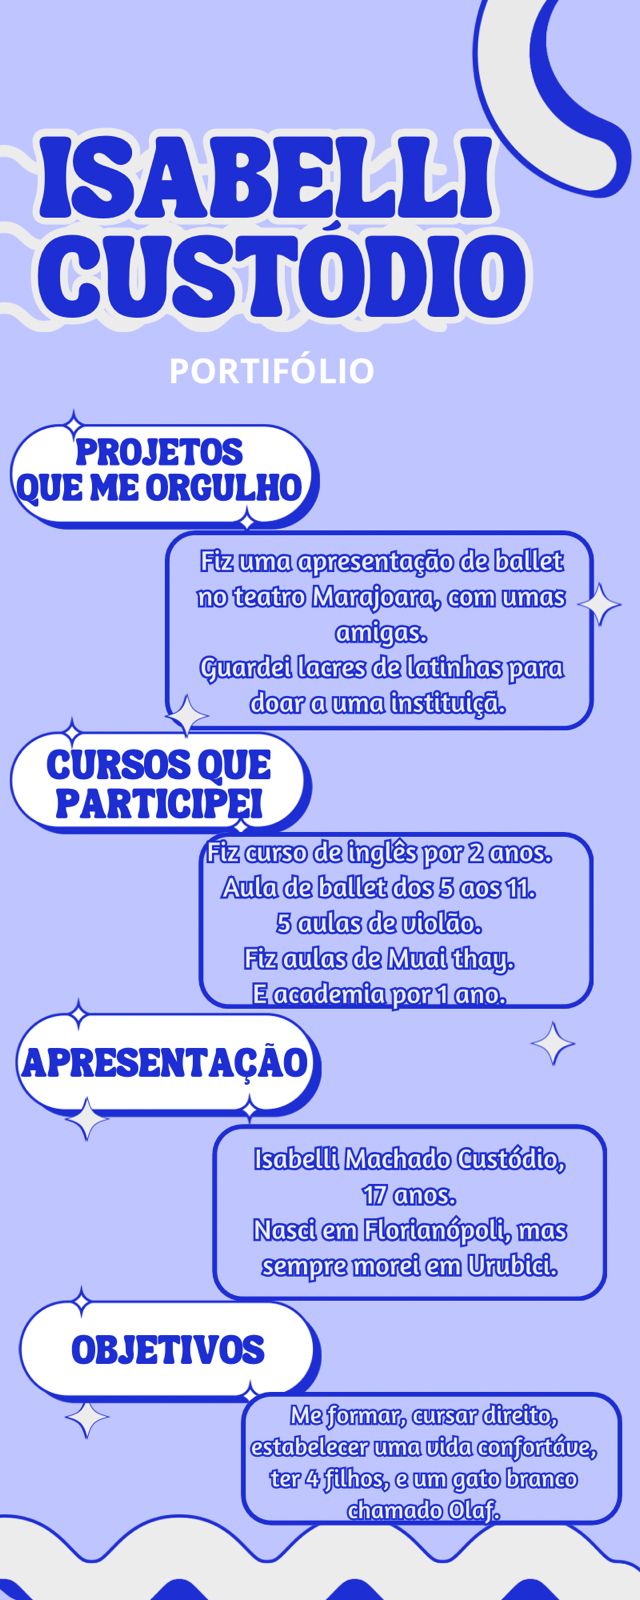 ISABELLI
CUSTÓDIO
PORTIFÓLIO
PROJETOS
QUE ME ORGULHO
Fiz uma apresentação de ballet
no teatro Marajoara, com umas
amigas.
Guardei lacres de latinhas para
doar a uma instituiçã.
CURSOS QUE
PARTICIPEI
Fiz curso de inglês por 2 anos.
Aula de ballet dos 5 aos 11.
5 aulas de violão.
Fiz aulas de Muai thay.
E academia por 1 ano.
APRESENTAÇÃO
Isabelli Machado Custódio,
17 anos.
Nasci em Florianópoli, mas
sempre morei em Urubici.
OBJETIVOS
Me formar, cursar direito,
estabelecer uma vida confortáve,
ter 4 filhos, e um gato branco
chamado Olaf.